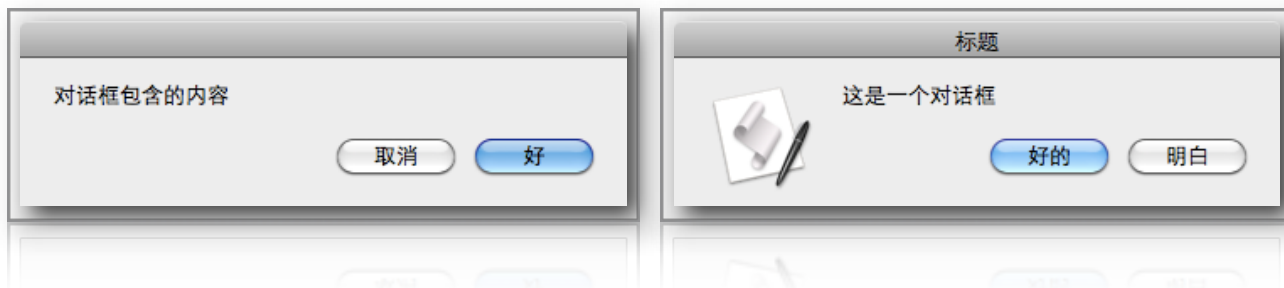 对话框包含的内容
取消 好
标题
这是一个对话框
好的 明白